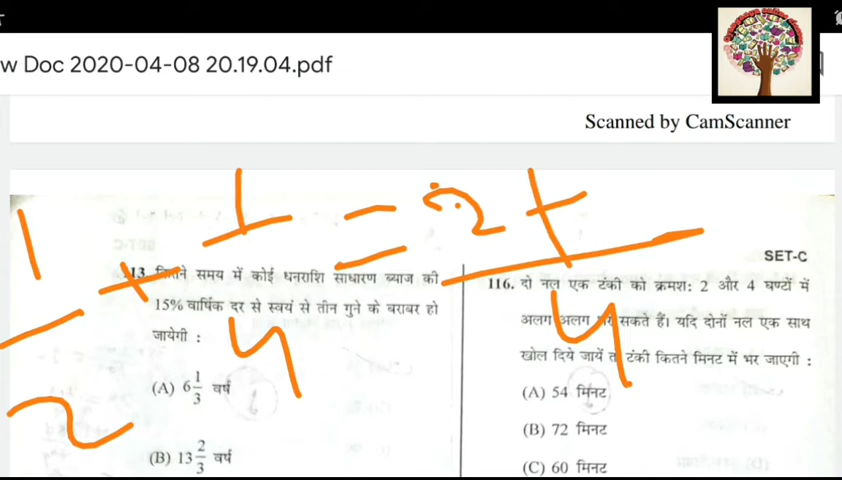 w Doc 2020-04-08 20.19.04.pdf
Scanned by CamScanner
1/2 + 1/4 = 2+/4
SET-C
13. कितने समय में कोई धनराशि साधारण ब्याज की
15% वार्षिक दर से स्वयं से तीन गुने के बराबर हो
जायेगी :
(A) 6 1/3 वर्ष
(B) 13 2/3 वर्ष
116. दो नल एक टंकी को क्रमश: 2 और 4 घण्टों में
अलग अलग सकते हैं। यदि दोनों नल एक साथ
खोल दिये जायें टंकी कितने मिनट में भर जाएगी :
(A) 54 मिनट
(B) 72 मिनट
(C) 60 मिनट